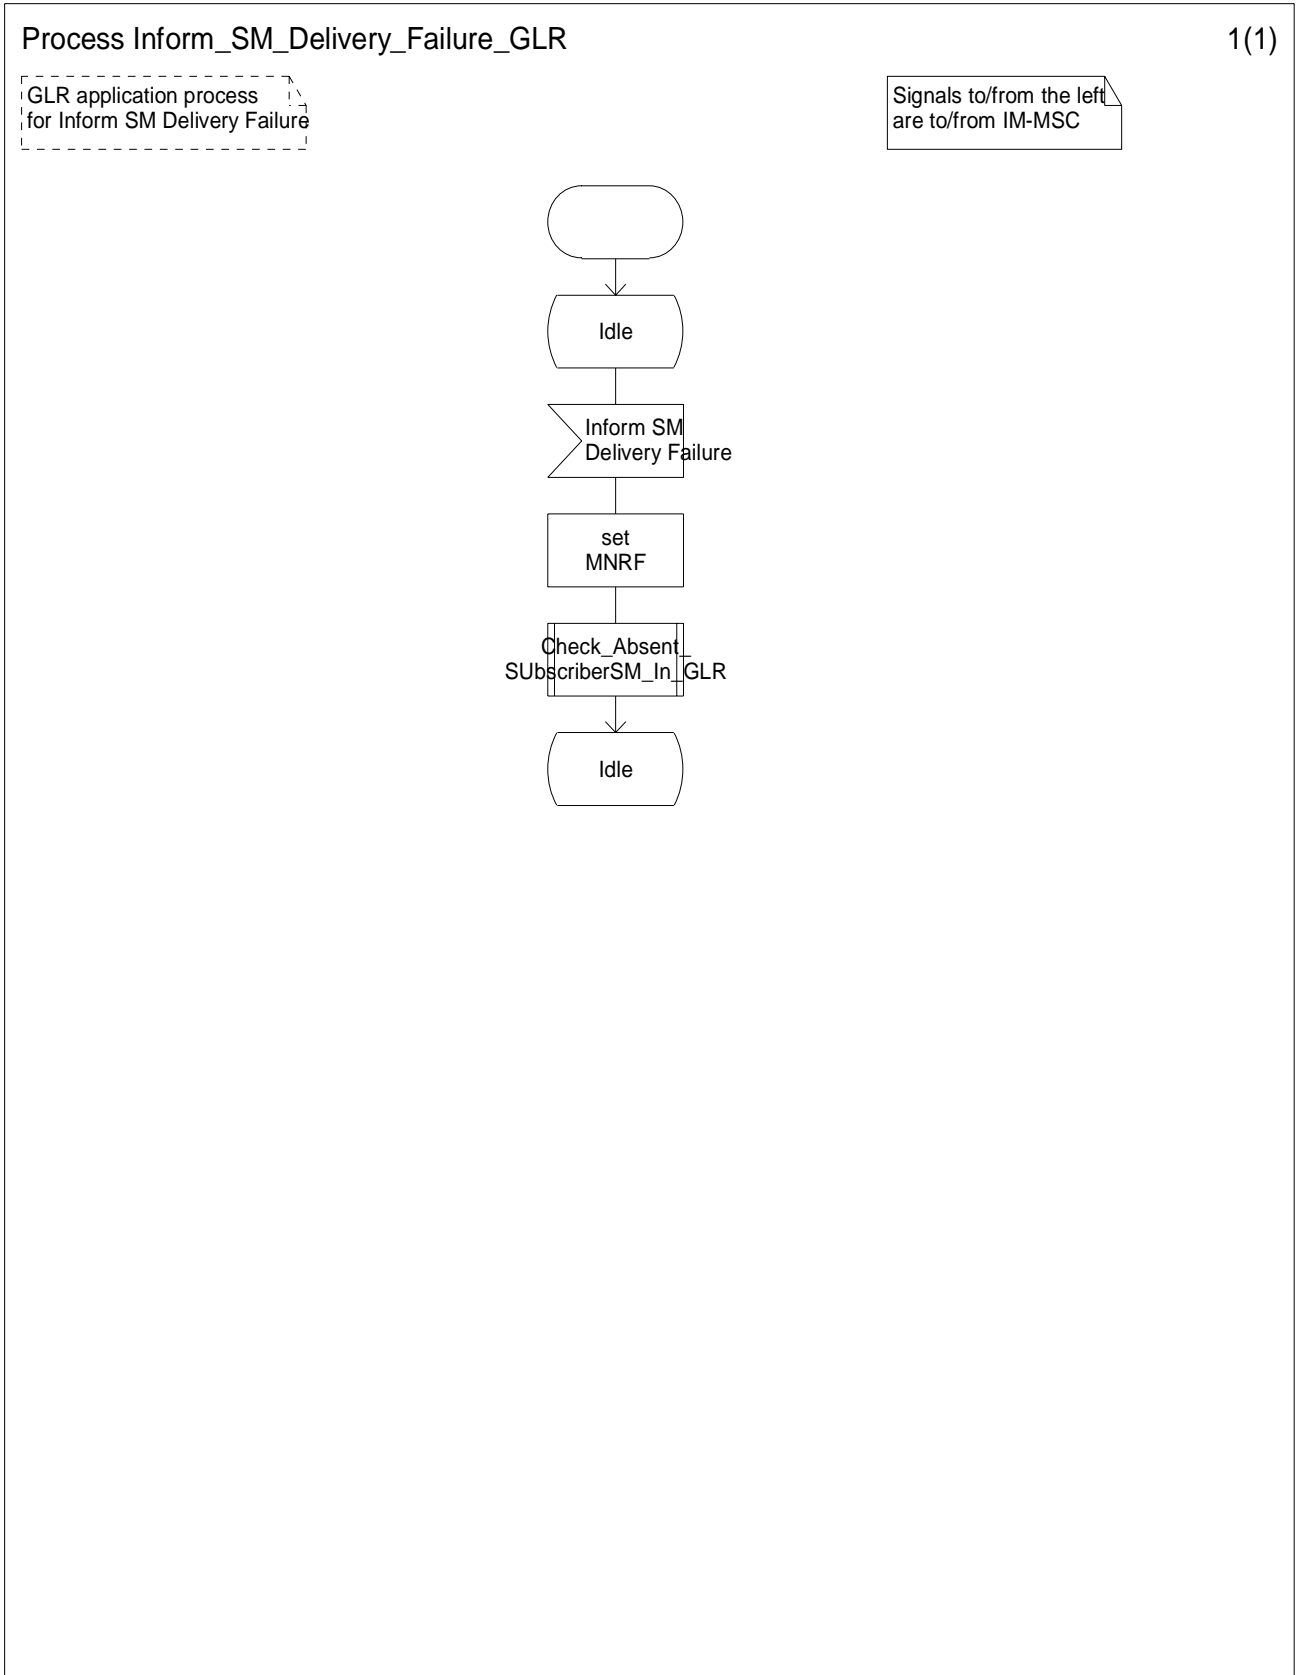 Process Inform_SM_Delivery_Failure_GLR
1(1)
GLR application process
for Inform SM Delivery Failure
Signals to/from the left
are to/from IM-MSC
Idle
Inform SM
Delivery Failure
set
MNRF
Check_Absent_
SUbscriberSM_In_GLR
Idle